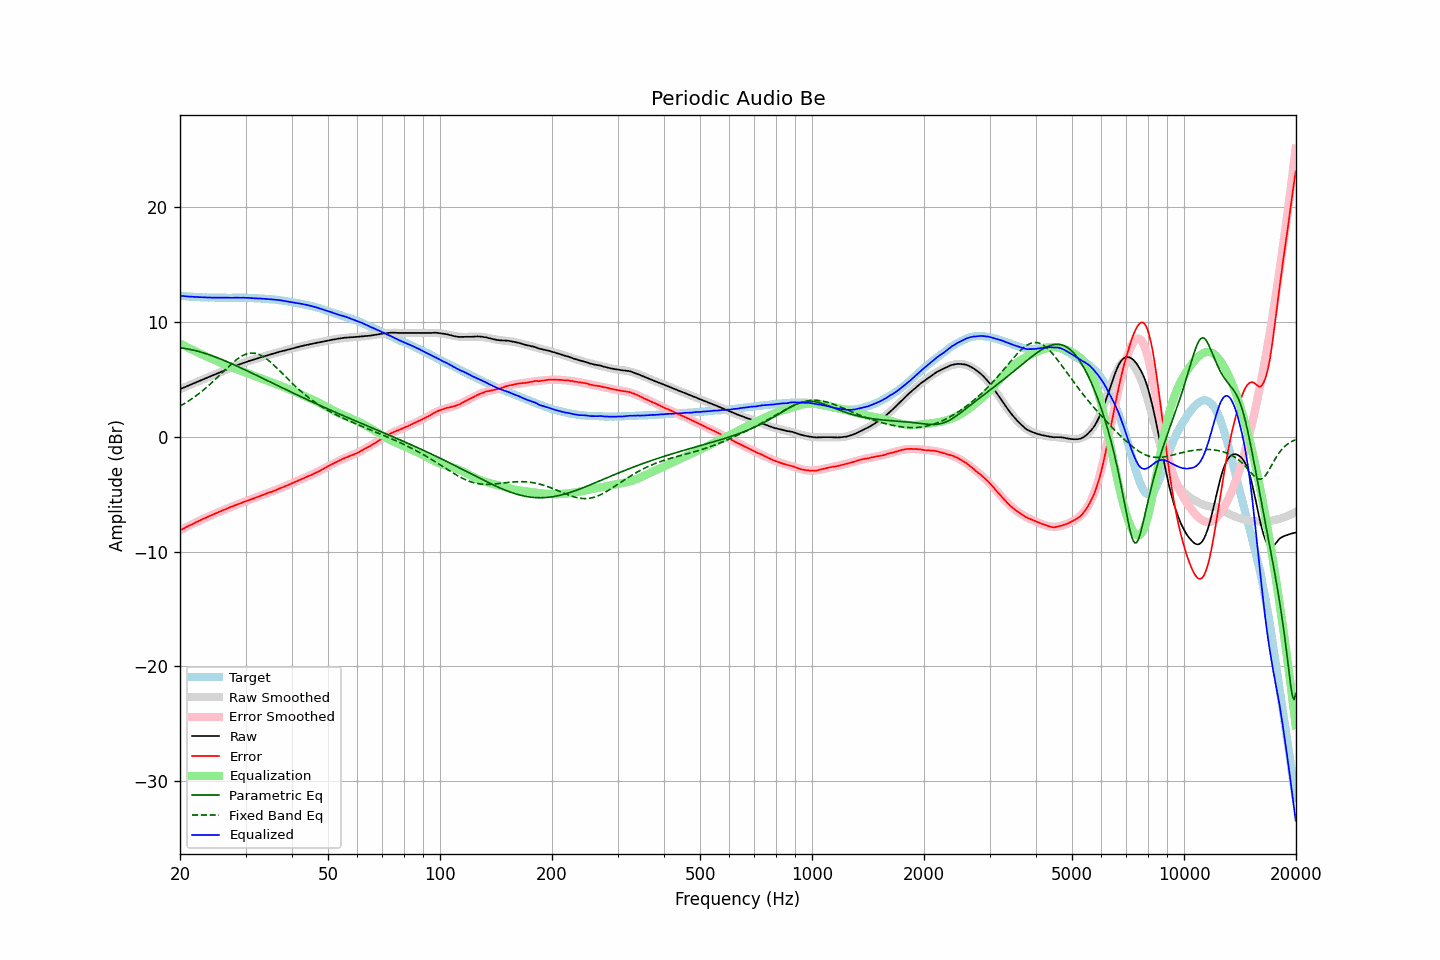 Periodic Audio Be
Amplitude (dBr)
20
10
0
−10
−20
−30
Target
Raw Smoothed
Error Smoothed
Raw
Error
Equalization
Parametric Eq
Fixed Band Eq
Equalized
20 50 100 200 500 1000 2000 5000 10000 20000
Frequency (Hz)